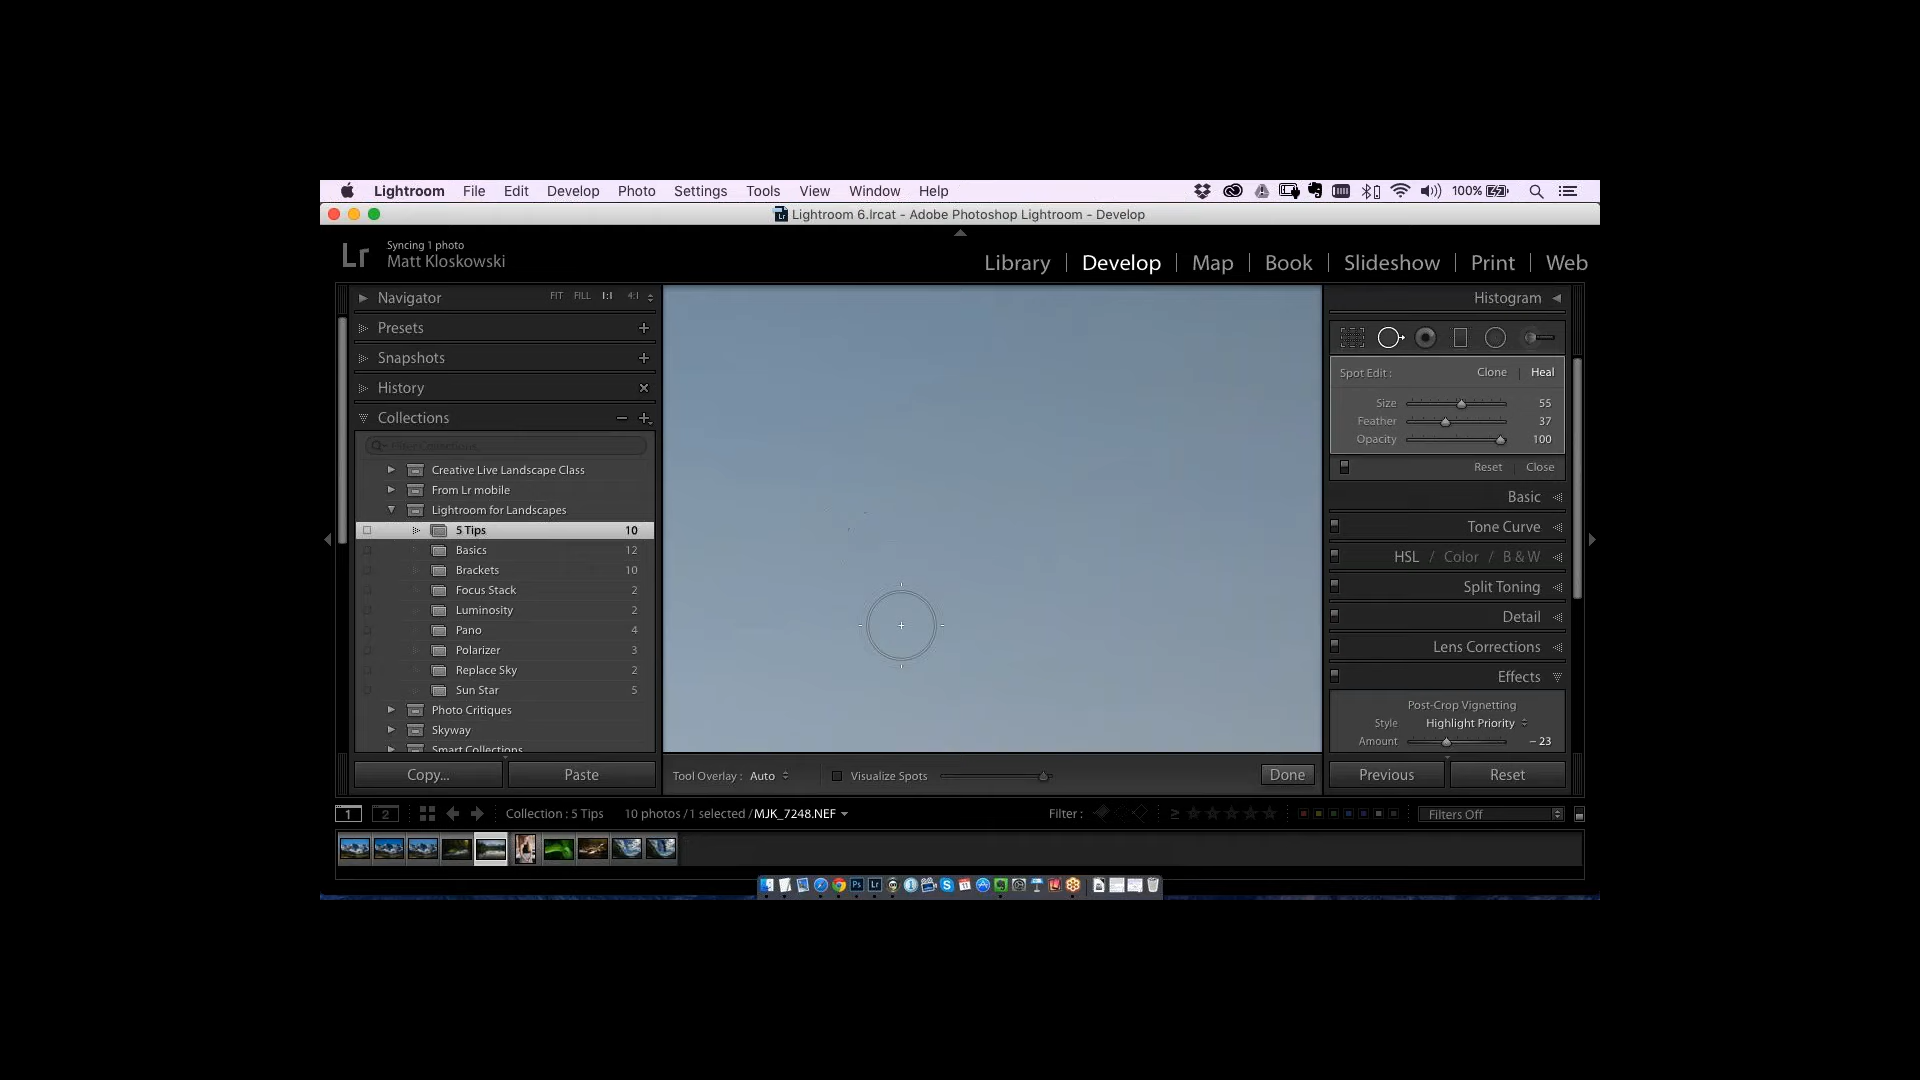 Lightroom File Edit Develop Photo Settings Tools View Window Help 100%
Lightroom 6.lrcat - Adobe Photoshop Lightroom - Develop
Lr Syncing 1 photo
Matt Kloskowski
Library | Develop | Map | Book | Slideshow | Print | Web
Navigator FIT FILL 1:1 4:1
Presets
Snapshots
History
Collections
Creative Live Landscape Class
From Lr mobile
Lightroom for Landscapes
5 Tips 10
Basics 12
Brackets 10
Focus Stack 2
Luminosity 2
Pano 4
Polarizer 3
Replace Sky 2
Sun Star 5
Photo Critiques
Skyway
Smart Collections
Copy... Paste
Tool Overlay : Auto Visualize Spots Done
Histogram
Spot Edit : Clone | Heal
Size 55
Feather 37
Opacity 100
Reset Close
Basic
Tone Curve
HSL / Color / B & W
Split Toning
Detail
Lens Corrections
Effects
Post-Crop Vignetting
Style Highlight Priority
Amount - 23
Previous Reset
1 2 Collection : 5 Tips 10 photos / 1 selected / MJK_7248.NEF Filter : Filters Off
Ps Lr